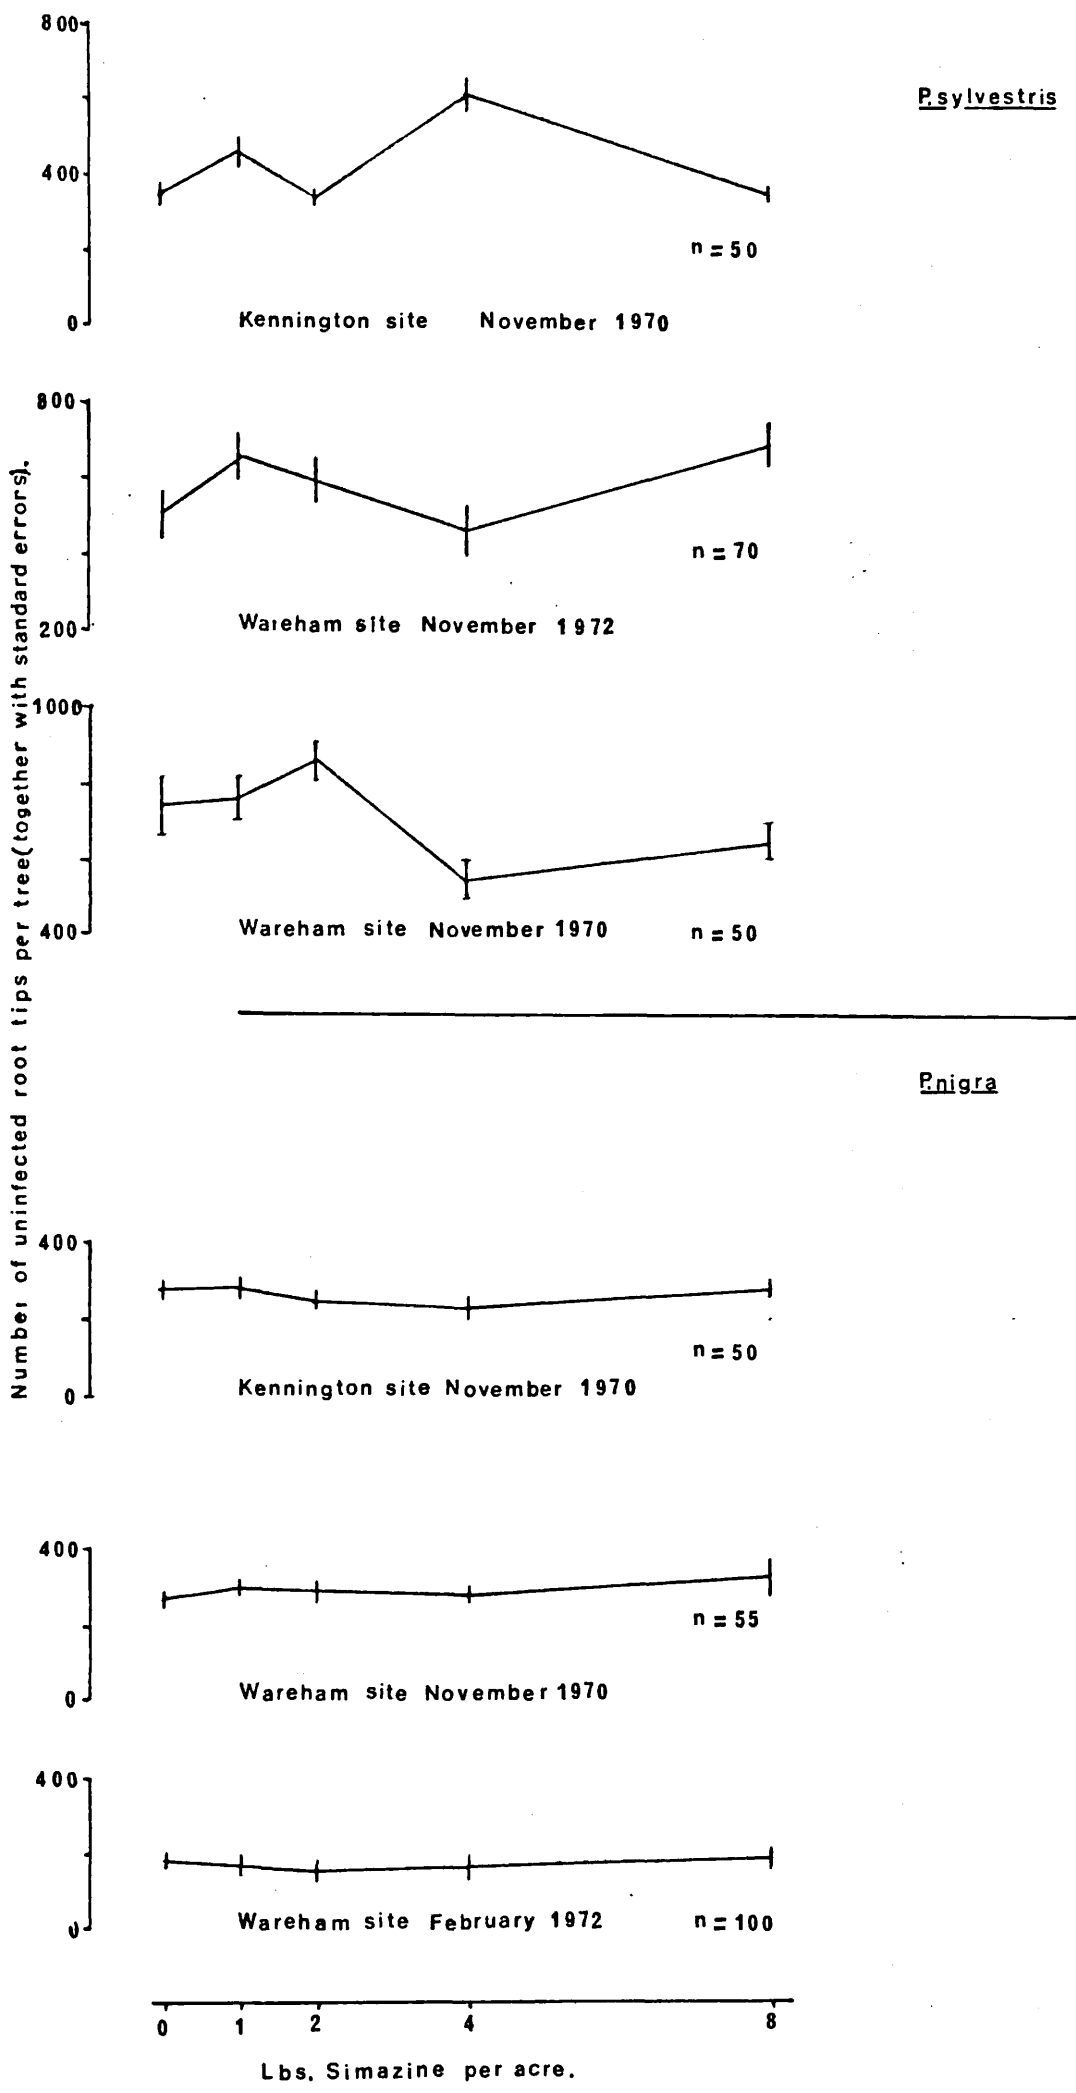 800
P.sylvestris
400
n = 50
0
Kennington site November 1970
800
n = 70
200
Wareham site November 1972
1000
400
Wareham site November 1970 n = 50
P.nigra
400
n = 50
0
Kennington site November 1970
400
n = 55
0
Wareham site November 1970
400
0
Wareham site February 1972 n = 100
0 1 2 4 8
Lbs. Simazine per acre.
Number of uninfected root tips per tree(together with standard errors).